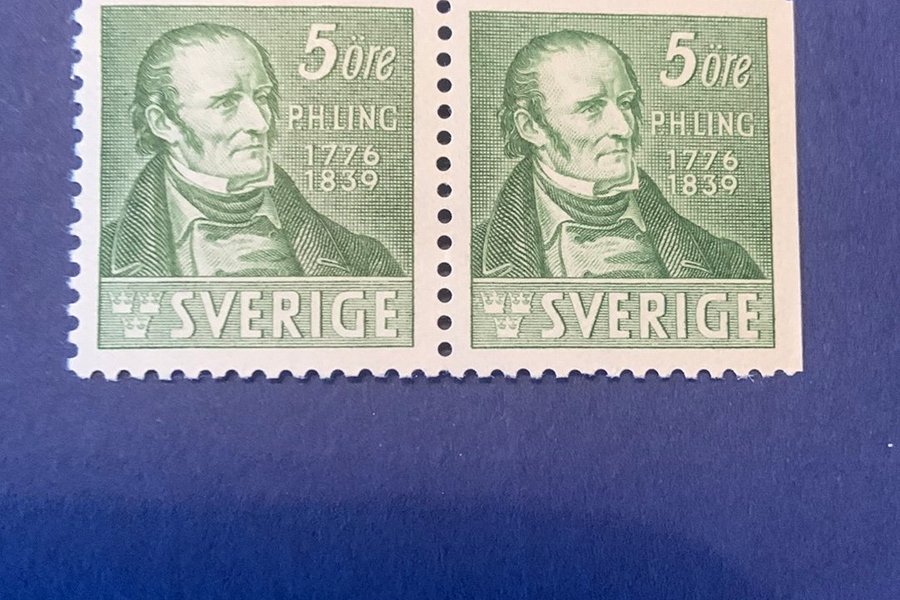 5 öre
P.H.LING
1776
1839
SVERIGE
5 öre
P.H.LING
1776
1839
SVERIGE